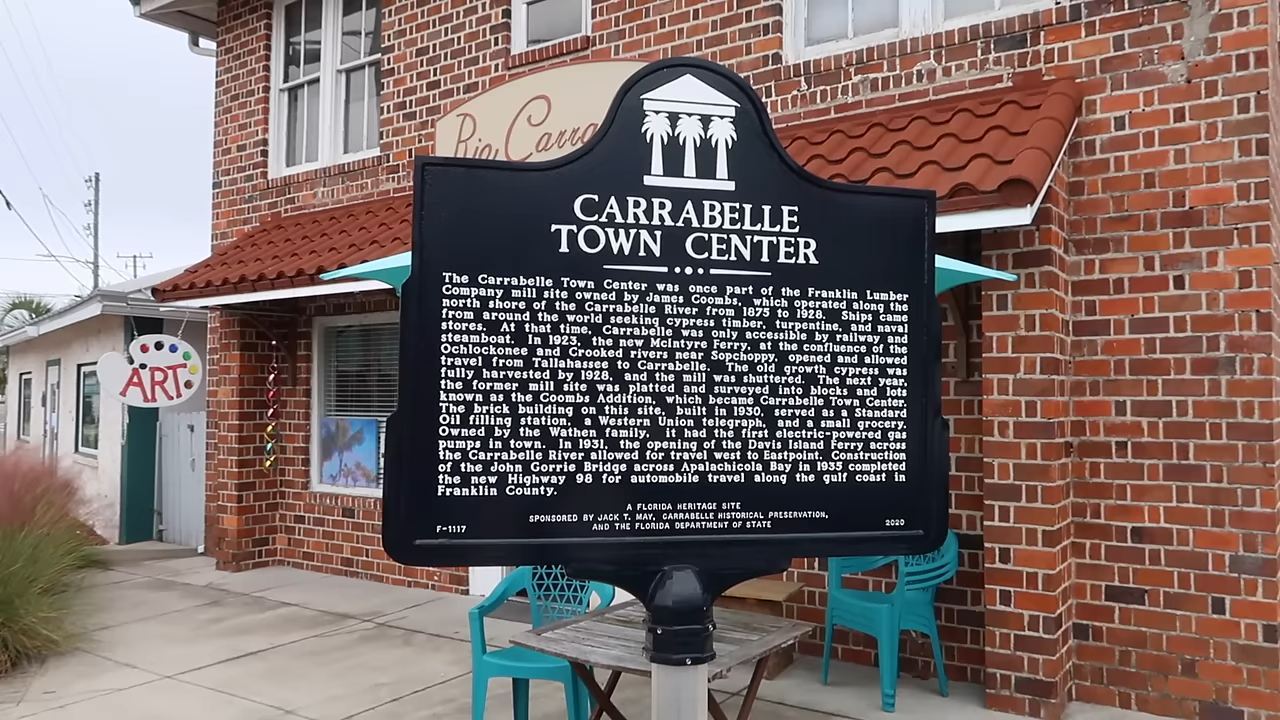 Rio Carra
CARRABELLE
TOWN CENTER
The Carrabelle Town Center was once part of the Franklin Lumber
Company mill site owned by James Coombs, which operated along the
north shore of the Carrabelle River from 1875 to 1928. Ships came
from around the world seeking cypress timber, turpentine, and naval
stores. At that time, Carrabelle was only accessible by railway and
steamboat. In 1923, the new McIntyre Ferry, at the confluence of the
Ochlockonee and Crooked rivers near Sopchoppy, opened and allowed
travel from Tallahassee to Carrabelle. The old growth cypress was
fully harvested by 1928, and the mill was shuttered. The next year,
the former mill site was platted and surveyed into blocks and lots
known as the Coombs Addition, which became Carrabelle Town Center.
The brick building on this site, built in 1930, served as a Standard
Oil filling station, a Western Union telegraph, and a small grocery.
Owned by the Wathen family, it had the first electric-powered gas
pumps in town. In 1931, the opening of the Davis Island Ferry across
the Carrabelle River allowed for travel west to Eastpoint. Construction
of the John Gorrie Bridge across Apalachicola Bay in 1935 completed
the new Highway 98 for automobile travel along the gulf coast in
Franklin County.
A FLORIDA HERITAGE SITE
SPONSORED BY JACK T. MAY, CARRABELLE HISTORICAL PRESERVATION,
AND THE FLORIDA DEPARTMENT OF STATE
F-1117
2020
ART